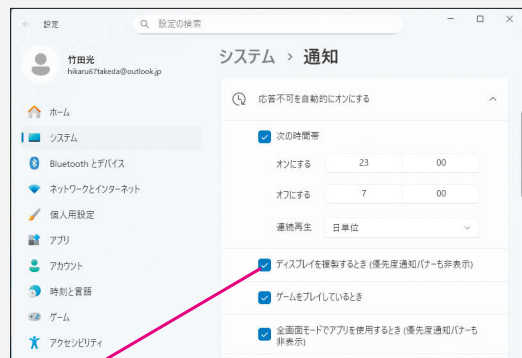 設定
設定の検索
竹田光
hikaru67takeda@outlook.jp
システム › 通知
応答不可を自動的にオンにする
ホーム
システム
Bluetooth とデバイス
ネットワークとインターネット
個人用設定
アプリ
アカウント
時刻と言語
ゲーム
アクセシビリティ
次の時間帯
オンにする 23 00
オフにする 7 00
連続再生 日単位
ディスプレイを複製するとき (優先度通知バナーも非表示)
ゲームをプレイしているとき
全画面モードでアプリを使用するとき (優先度通知バナーも
非表示)